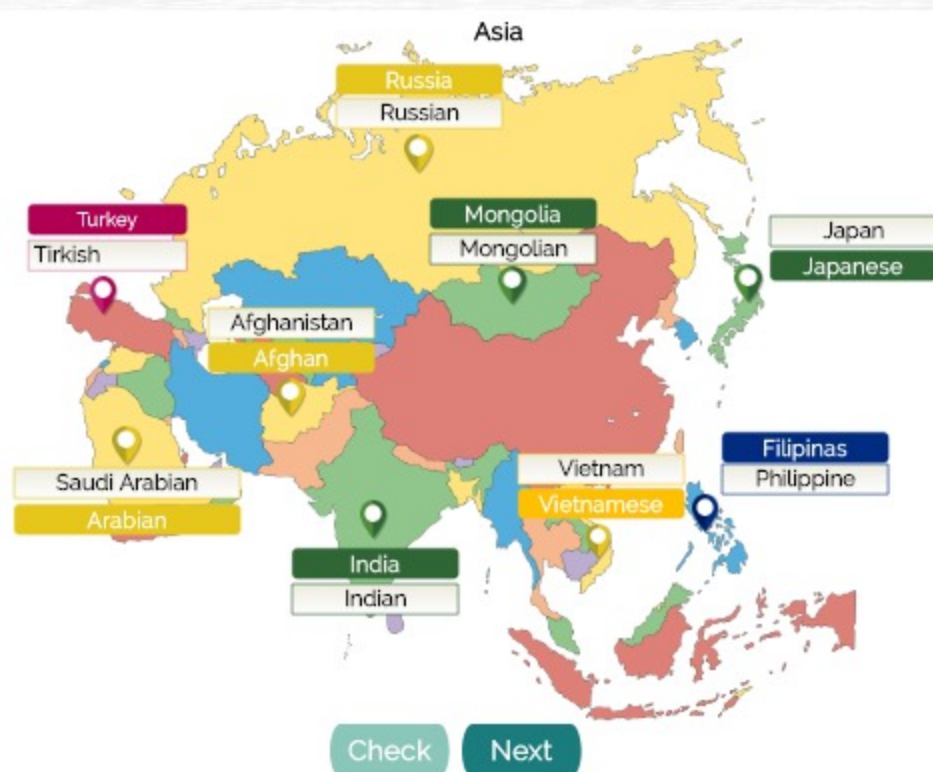 Asia
Russia
Russian
Turkey
Tirkish
Mongolia
Mongolian
Japan
Japanese
Afghanistan
Afghan
Saudi Arabian
Arabian
Vietnam
Vietnamese
Filipinas
Philippine
India
Indian
Check
Next